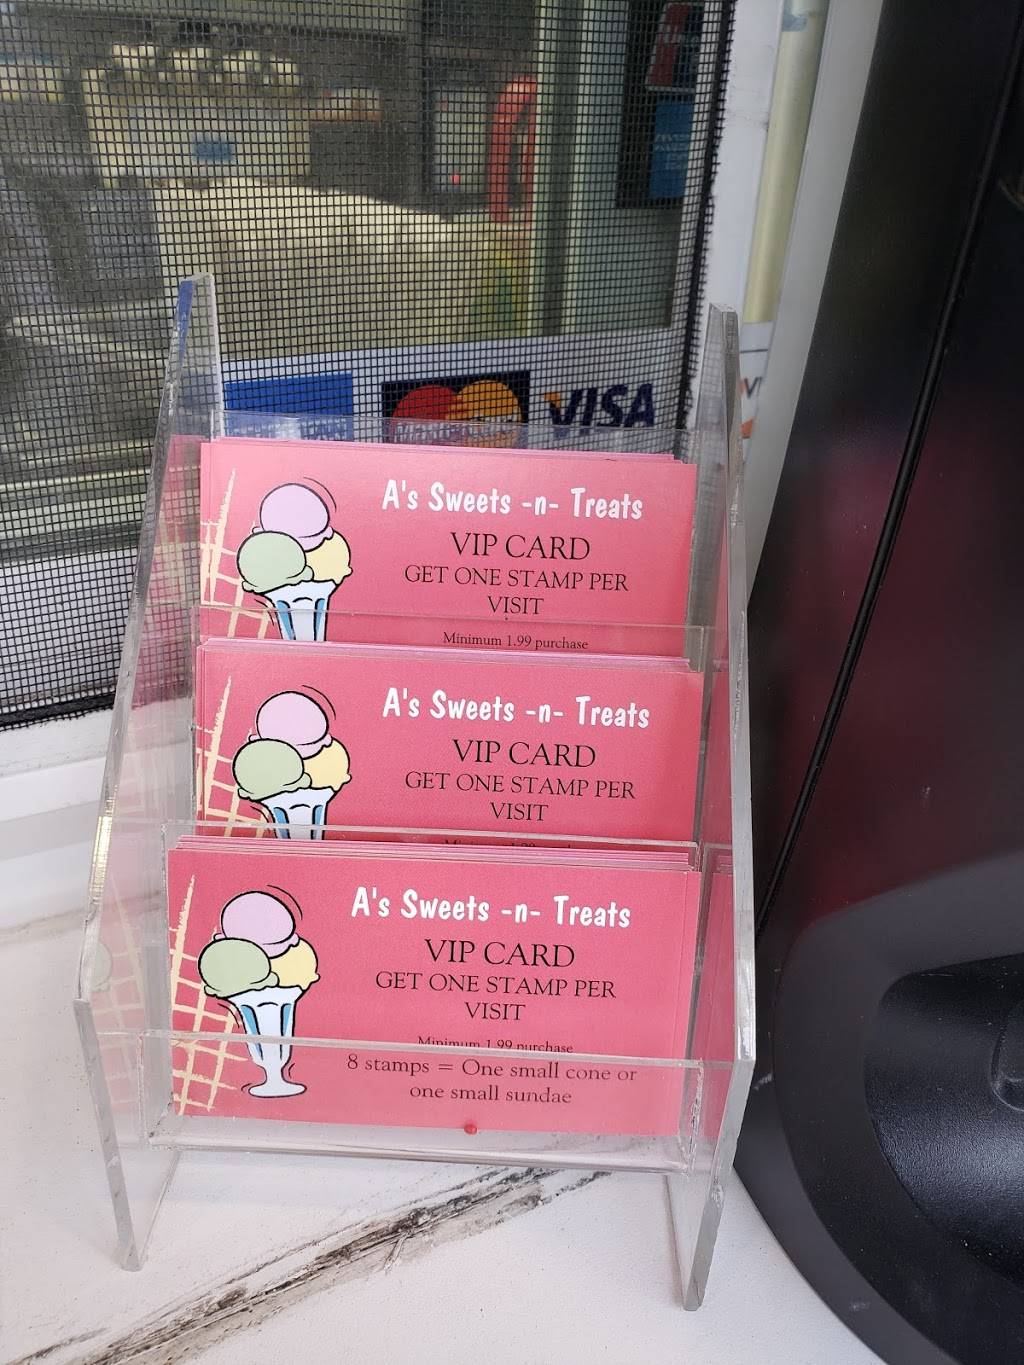 VISA
A's Sweets -n- Treats
VIP CARD
GET ONE STAMP PER
VISIT
Minimum 1.99 purchase
A's Sweets -n- Treats
VIP CARD
GET ONE STAMP PER
VISIT
A's Sweets -n- Treats
VIP CARD
GET ONE STAMP PER
VISIT
Minimum 1.99 purchase
8 stamps = One small cone or
one small sundae